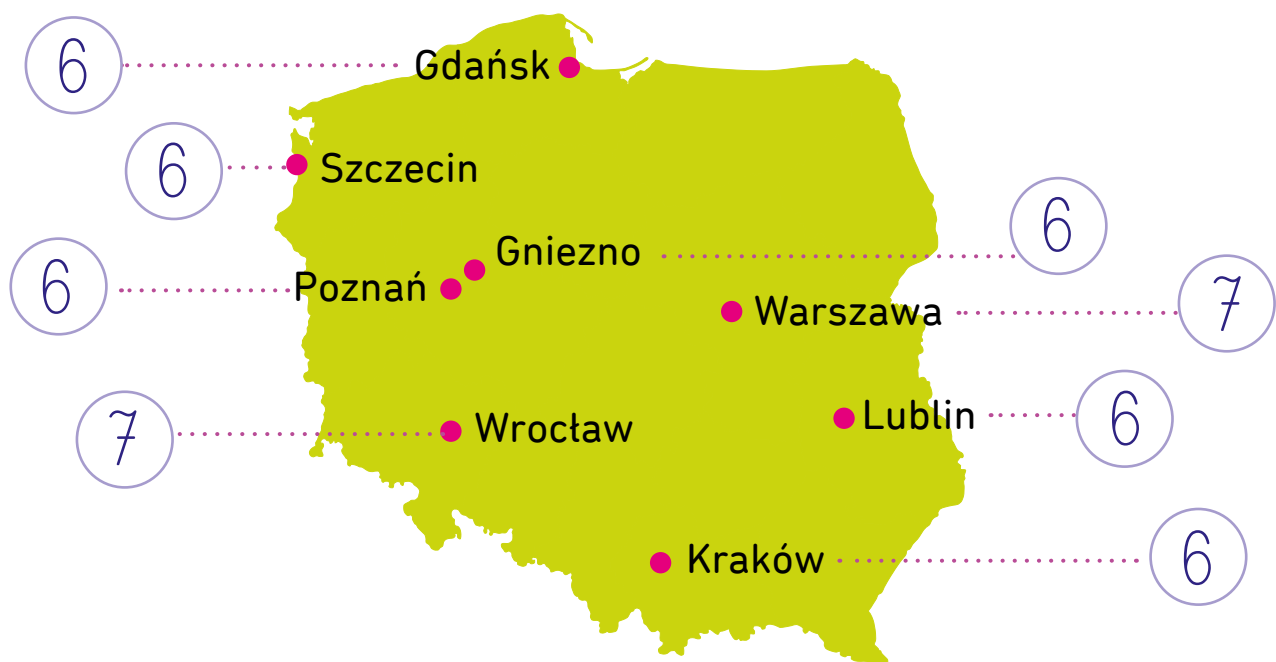 6 Gdańsk
6 Szczecin
Gniezno 6
6 Poznań
Warszawa 7
7 Wrocław
Lublin 6
Kraków 6